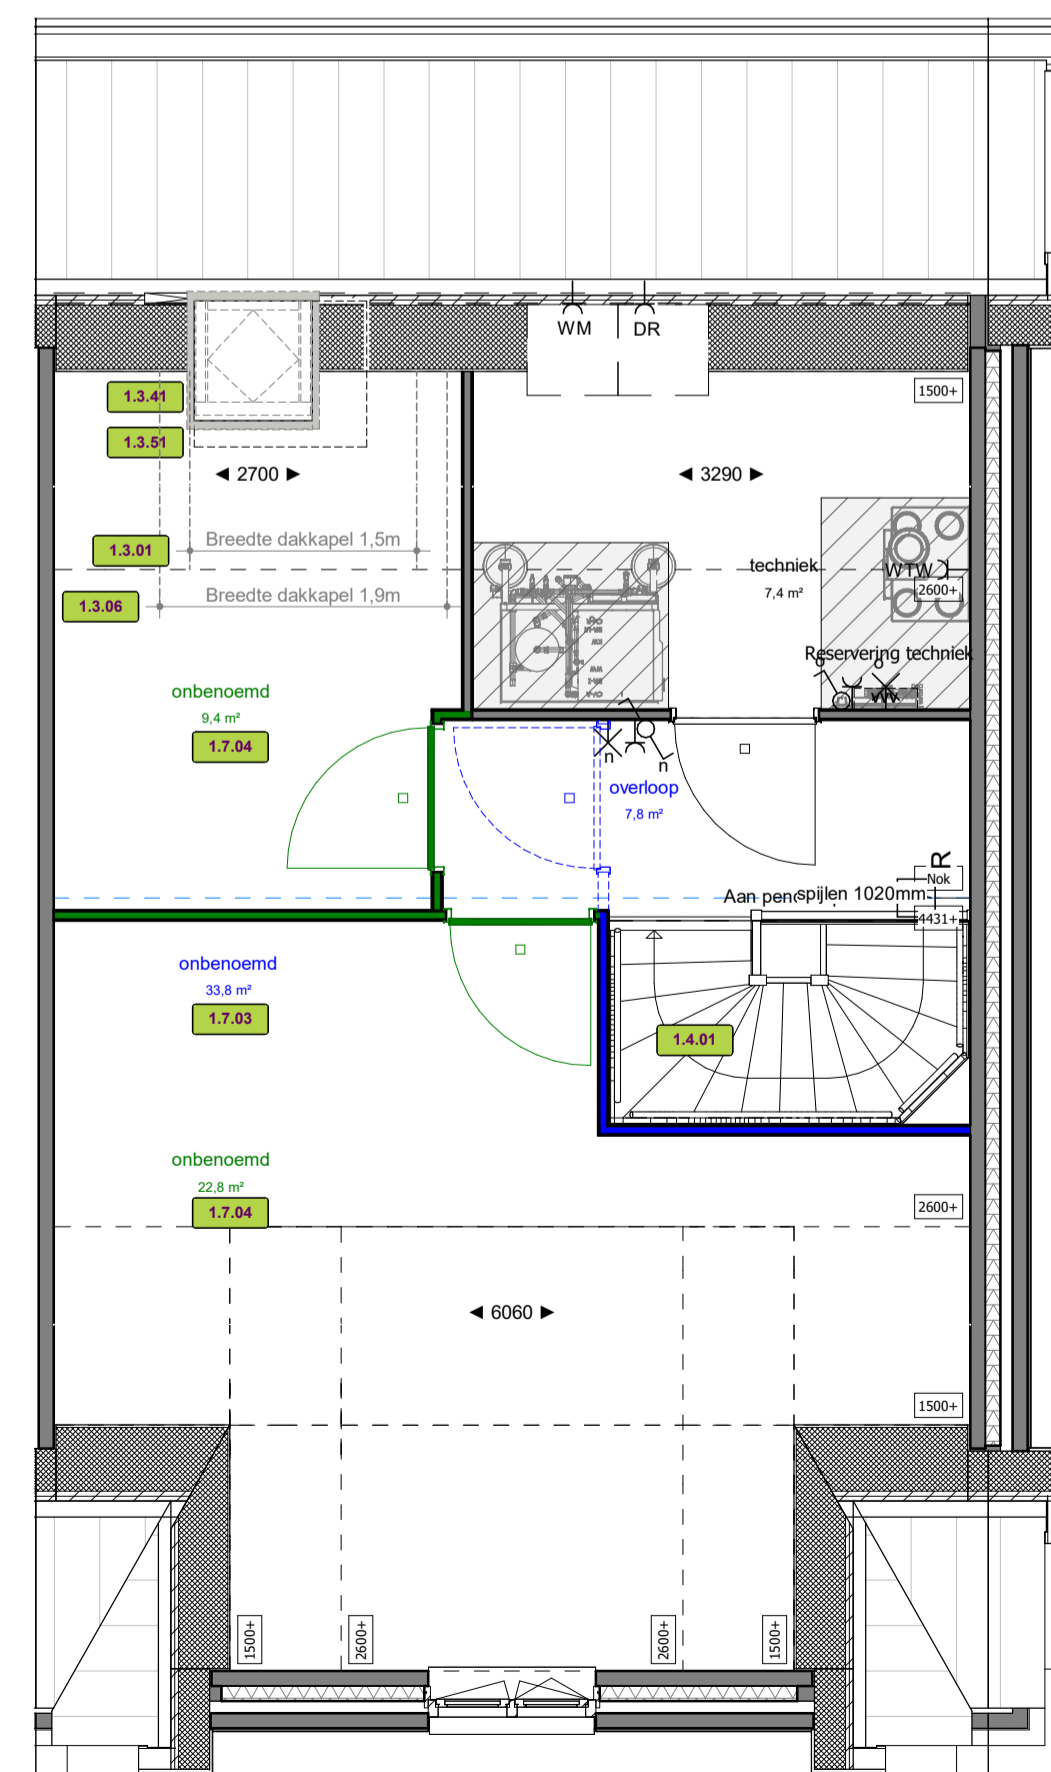 WM DR
1.3.41
1500+
1.3.51
◄ 2700 ►
◄ 3290 ►
Breedte dakkapel 1,5m
1.3.01
techniek
WTW
7,4 m²
2600+
Breedte dakkapel 1,9m
1.3.06
Reservering techniek
onbenoemd
9,4 m²
1.7.04
n
n
overloop
7,8 m²
R
Nok
Aan pen
spijlen 1020mm
4431+
onbenoemd
33,8 m²
1.7.03
1.4.01
onbenoemd
22,8 m²
1.7.04
2600+
◄ 6060 ►
1500+
1500+
2600+
2600+
1500+